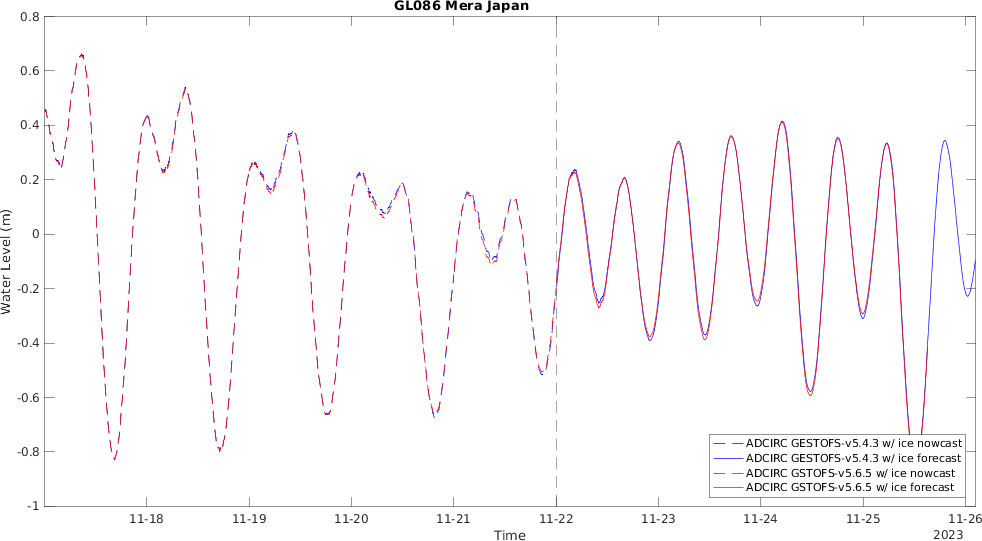 GL086 Mera Japan
0.8
0.6
0.4
0.2
0
-0.2
-0.4
-0.6
-0.8
-1
Water Level (m)
ADCIRC GESTOFS-v5.4.3 w/ ice nowcast
ADCIRC GESTOFS-v5.4.3 w/ ice forecast
ADCIRC GSTOFS-v5.6.5 w/ ice nowcast
ADCIRC GSTOFS-v5.6.5 w/ ice forecast
11-18 11-19 11-20 11-21 11-22 11-23 11-24 11-25 11-26
Time
2023